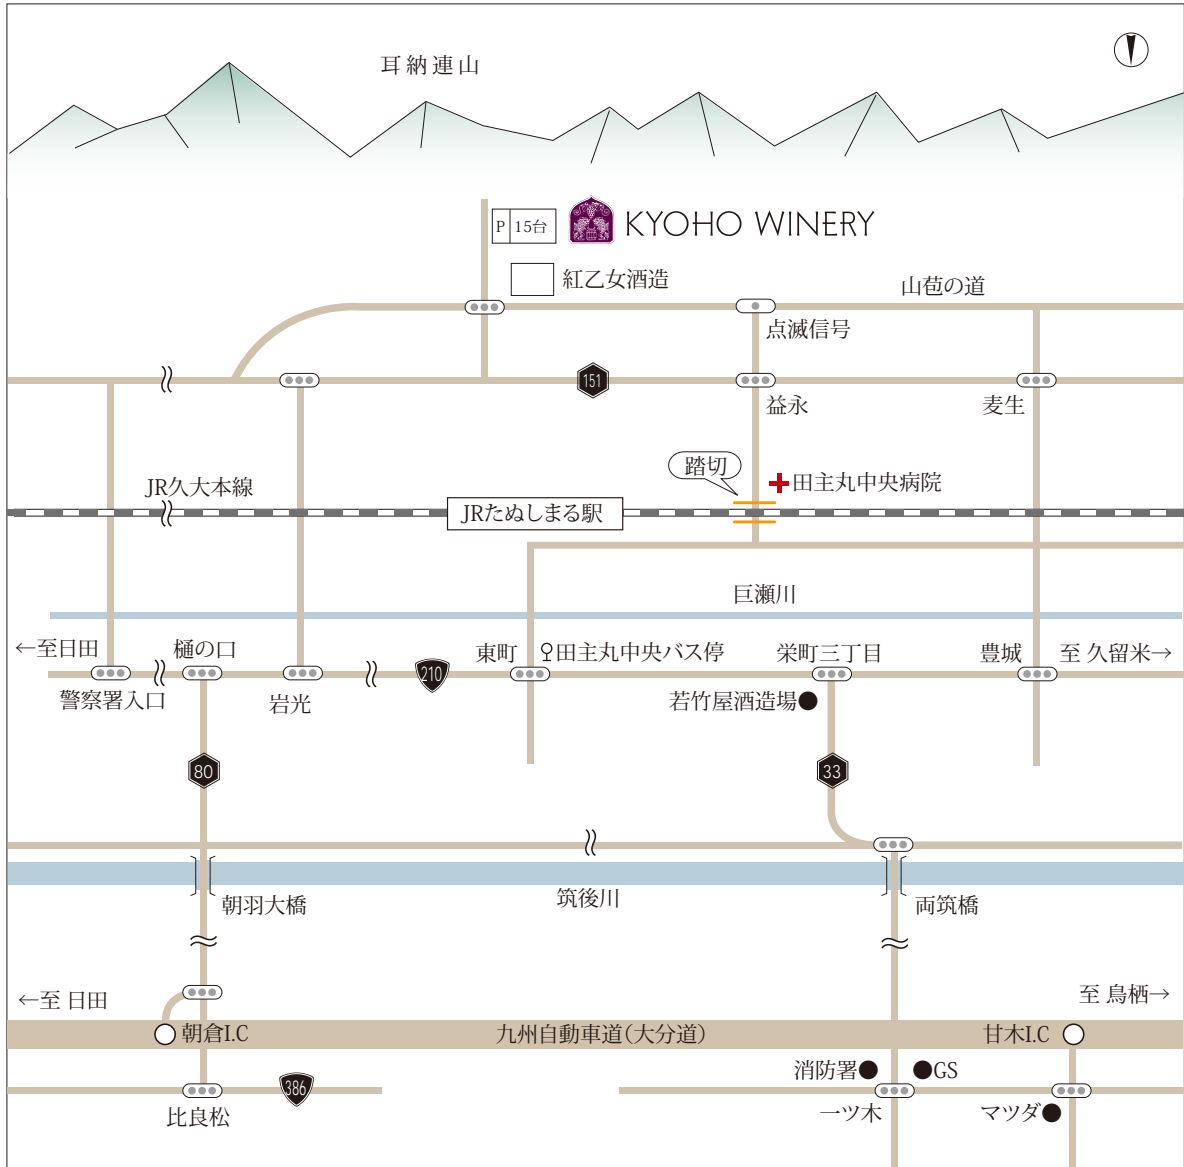 耳納連山
P 15台
KYOHO WINERY
紅乙女酒造
山苞の道
点滅信号
151
益永
麦生
踏切
田主丸中央病院
JR久大本線
JRたぬしまる駅
巨瀬川
←至日田
樋の口
東町
田主丸中央バス停
栄町三丁目
豊城
至 久留米→
210
警察署入口
岩光
若竹屋酒造場
80
33
朝羽大橋
筑後川
両筑橋
←至 日田
至 鳥栖→
朝倉I.C
九州自動車道(大分道)
甘木I.C
消防署
GS
386
比良松
一ツ木
マツダ